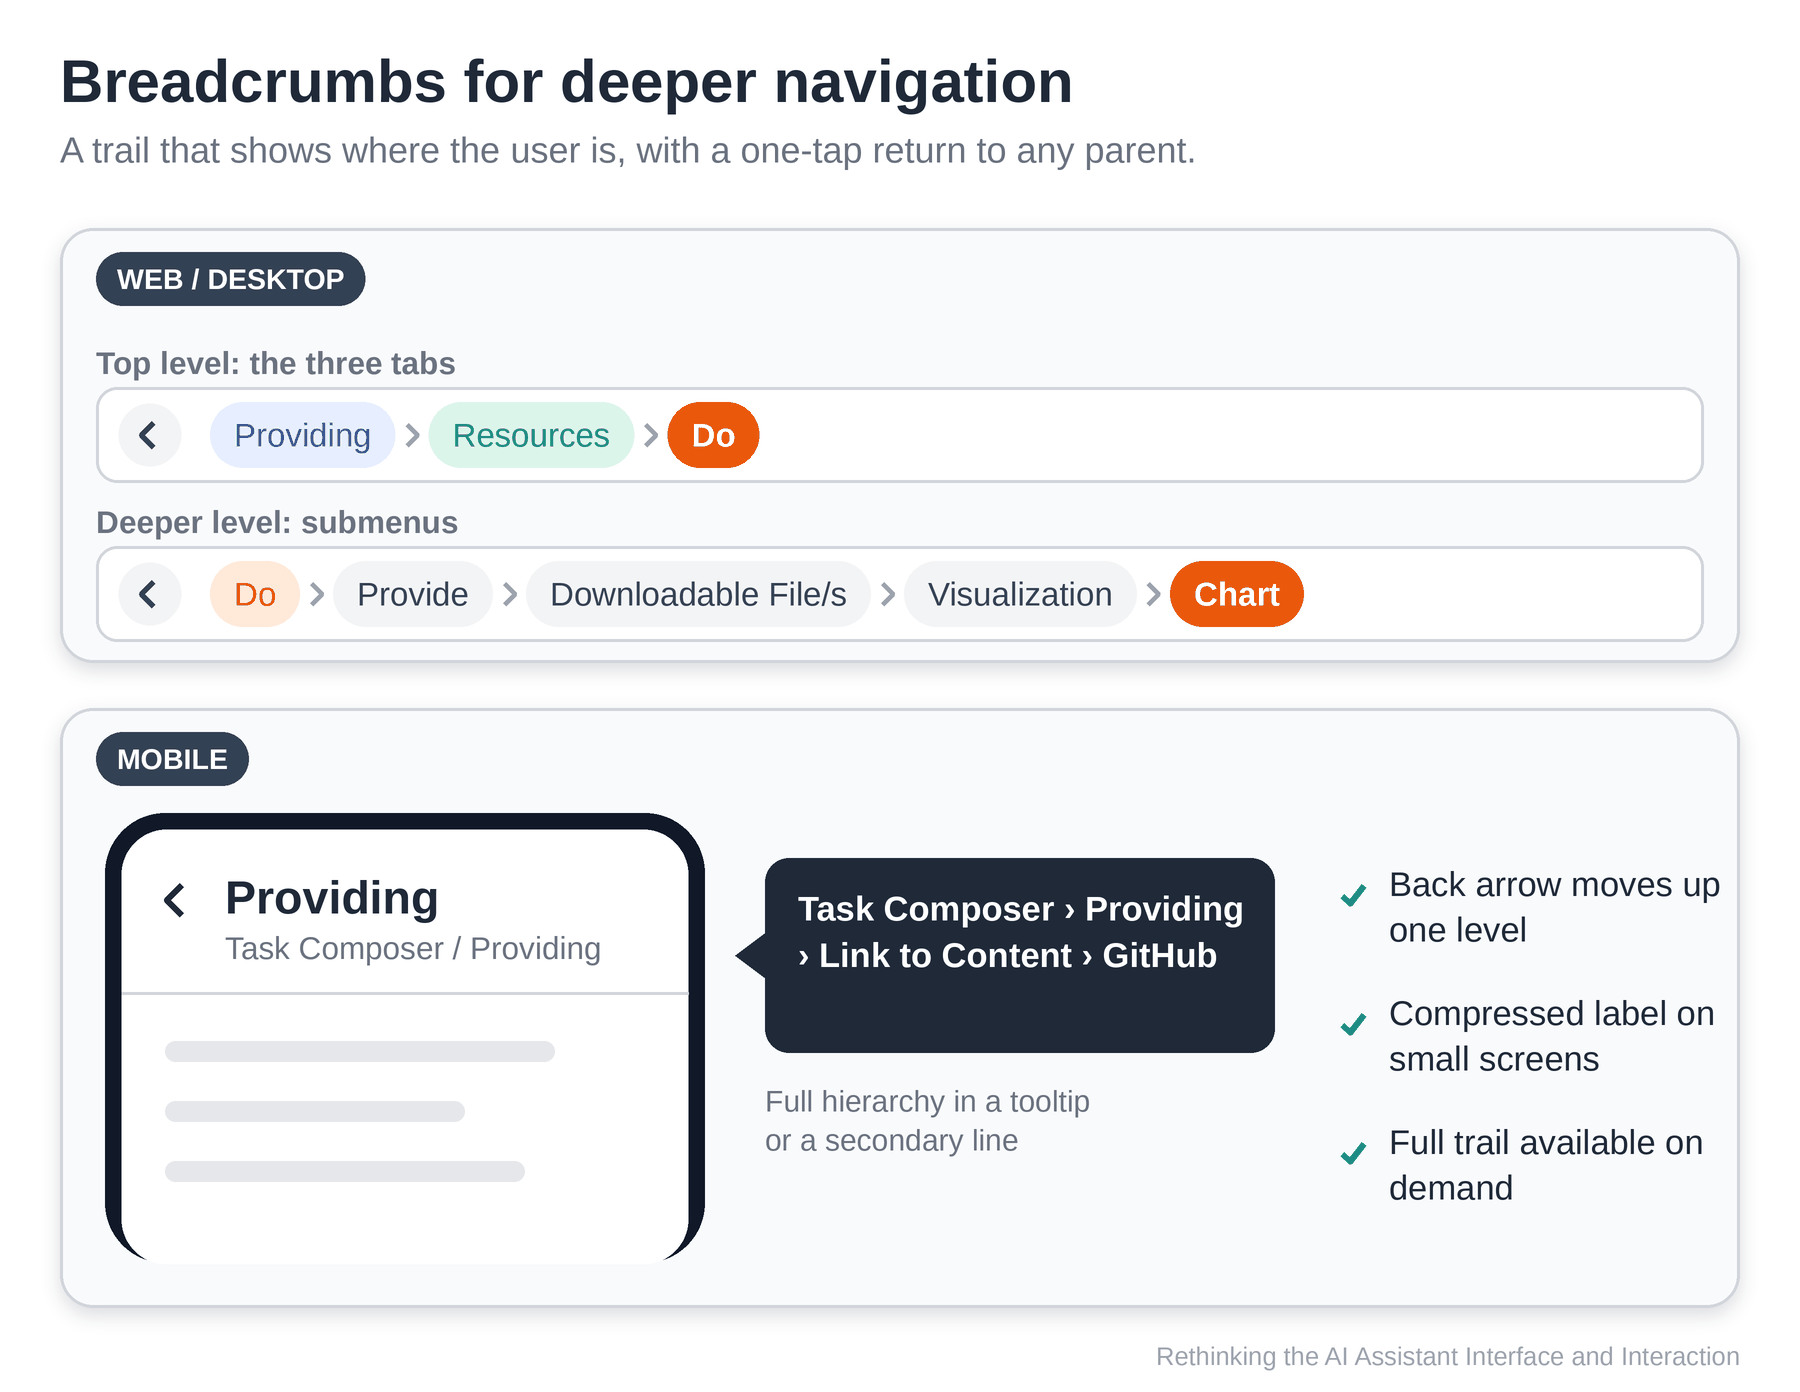 Breadcrumbs for deeper navigation
A trail that shows where the user is, with a one-tap return to any parent.
WEB / DESKTOP
Top level: the three tabs
Providing > Resources > Do
Deeper level: submenus
Do > Provide > Downloadable File/s > Visualization > Chart
MOBILE
Providing
Task Composer / Providing
Task Composer › Providing
› Link to Content › GitHub
Full hierarchy in a tooltip
or a secondary line
Back arrow moves up
one level
Compressed label on
small screens
Full trail available on
demand
Rethinking the AI Assistant Interface and Interaction